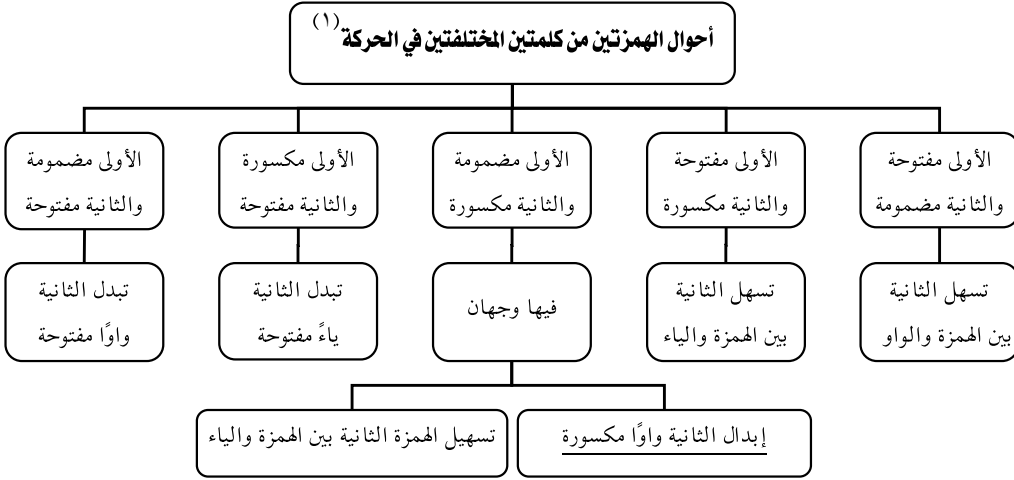 أحوال الهمزتين من كلمتين المختلفتين في الحركة (١)
الأولى مفتوحة
والثانية مضمومة
الأولى مفتوحة
والثانية مكسورة
الأولى مضمومة
والثانية مكسورة
الأولى مكسورة
والثانية مفتوحة
الأولى مضمومة
والثانية مفتوحة
تسهل الثانية
بين الهمزة والواو
تسهل الثانية
بين الهمزة والياء
فيها وجهان
تبدل الثانية
ياءً مفتوحة
تبدل الثانية
واوًا مفتوحة
إبدال الثانية واوًا مكسورة
تسهيل الهمزة الثانية بين الهمزة والياء